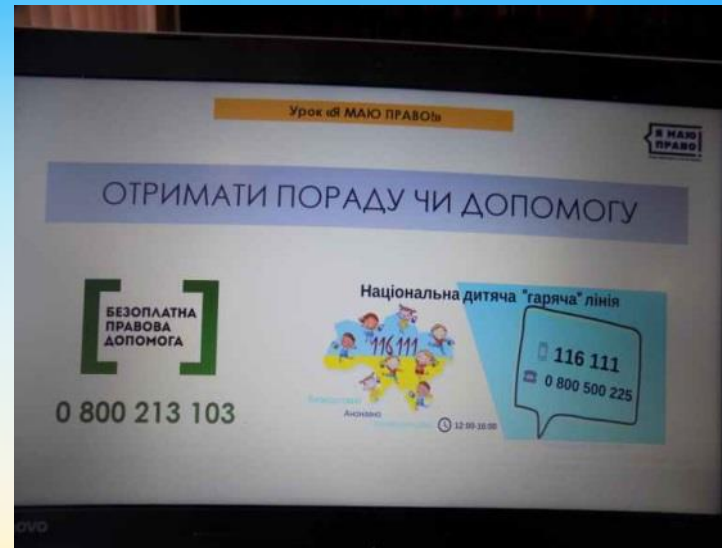 Урок «Я МАЮ ПРАВО!»
Я МАЮ
ПРАВО!
ОТРИМАТИ ПОРАДУ ЧИ ДОПОМОГУ
БЕЗОПЛАТНА
ПРАВОВА
ДОПОМОГА
0 800 213 103
Національна дитяча "гаряча" лінія
116 111
Анонімно
12:00-16:00
116 111
0 800 500 225
ovo